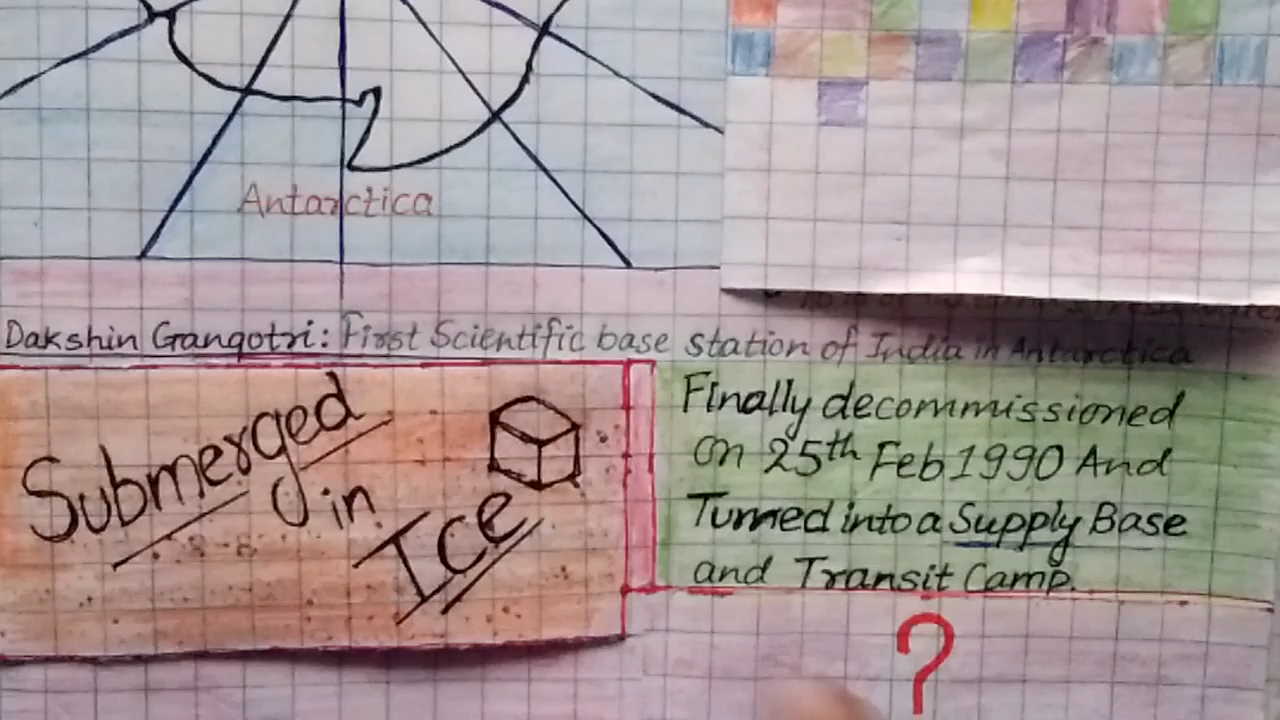 Antarctica
Dakshin Gangotri: First Scientific base station of India in Antarctica
Submerged
in
Ice
Finally decommissioned
on 25th Feb 1990 And
Turned into a Supply Base
and Transit Camp.
?